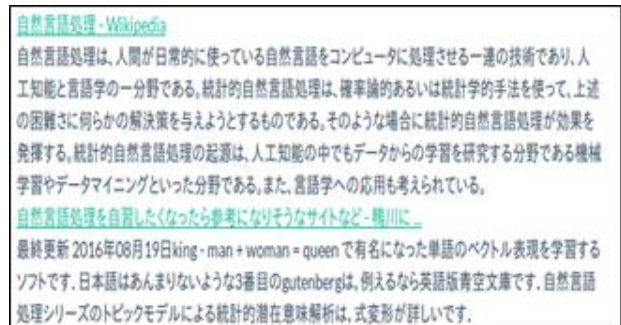 自然言語処理 - Wikipedia
自然言語処理は、人間が日常的に使っている自然言語をコンピュータに処理させる一連の技術であり、人
工知能と言語学の一分野である。統計的自然言語処理は、確率論的あるいは統計学的手法を使って、上述
の困難さに何らかの解決策を与えようとするものである。そのような場合に統計的自然言語処理が効果を
発揮する。統計的自然言語処理の起源は、人工知能の中でもデータからの学習を研究する分野である機械
学習やデータマイニングといった分野である。また、言語学への応用も考えられている。
自然言語処理を自習したくなったら参考になりそうなサイトなど - 鴨川に ...
最終更新 2016年08月19日king - man + woman = queen で有名になった単語のベクトル表現を学習する
ソフトです. 日本語はあんまりないような3番目のgutenbergは, 例えるなら英語版青空文庫です. 自然言語
処理シリーズのトピックモデルによる統計的潜在意味解析は, 式変形が詳しいです.